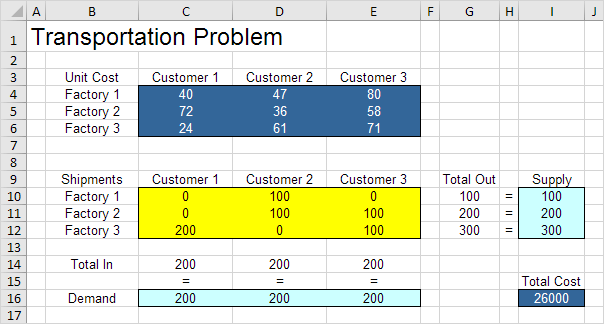 A B C D E F G H I J
1 Transportation Problem
2
3 Unit Cost Customer 1 Customer 2 Customer 3
4 Factory 1 40 47 80
5 Factory 2 72 36 58
6 Factory 3 24 61 71
7
8
9 Shipments Customer 1 Customer 2 Customer 3 Total Out Supply
10 Factory 1 0 100 0 100 = 100
11 Factory 2 0 100 100 200 = 200
12 Factory 3 200 0 100 300 = 300
13
14 Total In 200 200 200
15 = = = Total Cost
16 Demand 200 200 200 26000
17